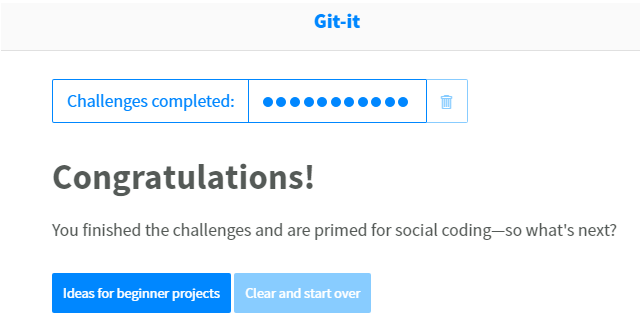 Git-it
Challenges completed:
Congratulations!
You finished the challenges and are primed for social coding—so what's next?
Ideas for beginner projects
Clear and start over